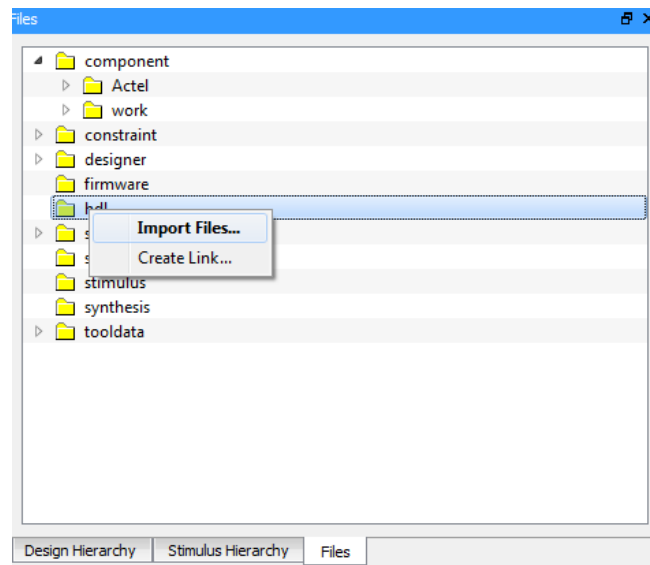 Files
component
Actel
work
constraint
designer
firmware
hdl
Import Files...
Create Link...
stimulus
synthesis
tooldata
Design Hierarchy Stimulus Hierarchy Files